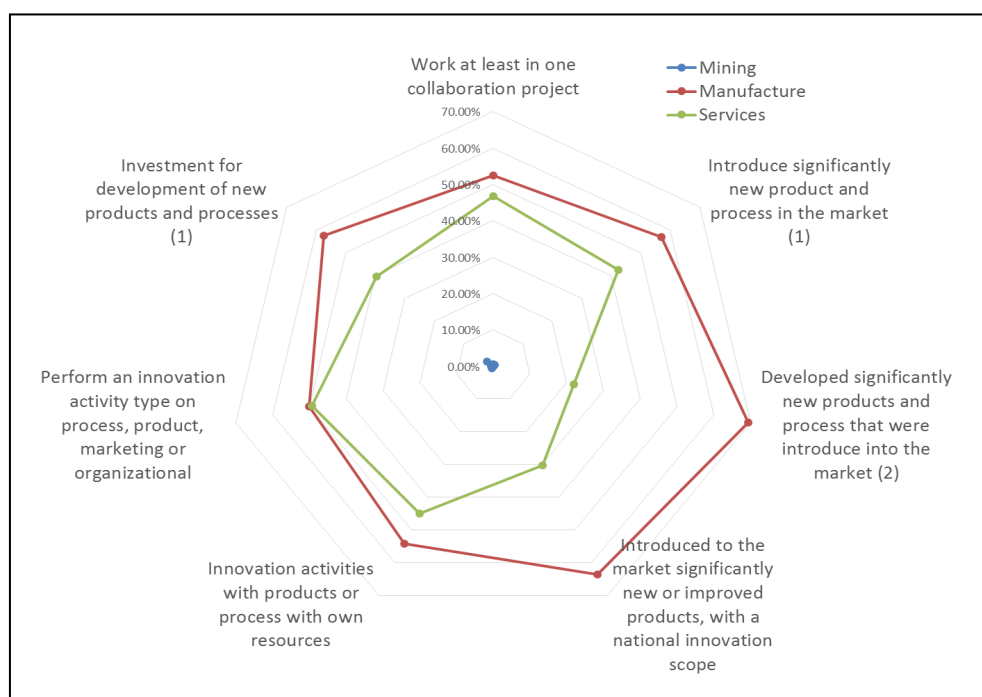 Work at least in one
collaboration project
Mining
Manufacture
Services
70.00%
60.00%
50.00%
40.00%
30.00%
20.00%
10.00%
0.00%
Introduce significantly
new product and
process in the market
(1)
Developed significantly
new products and
process that were
introduce into the
market (2)
Introduced to the
market significantly
new or improved
products, with a
national innovation
scope
Innovation activities
with products or
process with own
resources
Perform an innovation
activity type on
process, product,
marketing or
organizational
Investment for
development of new
products and processes
(1)